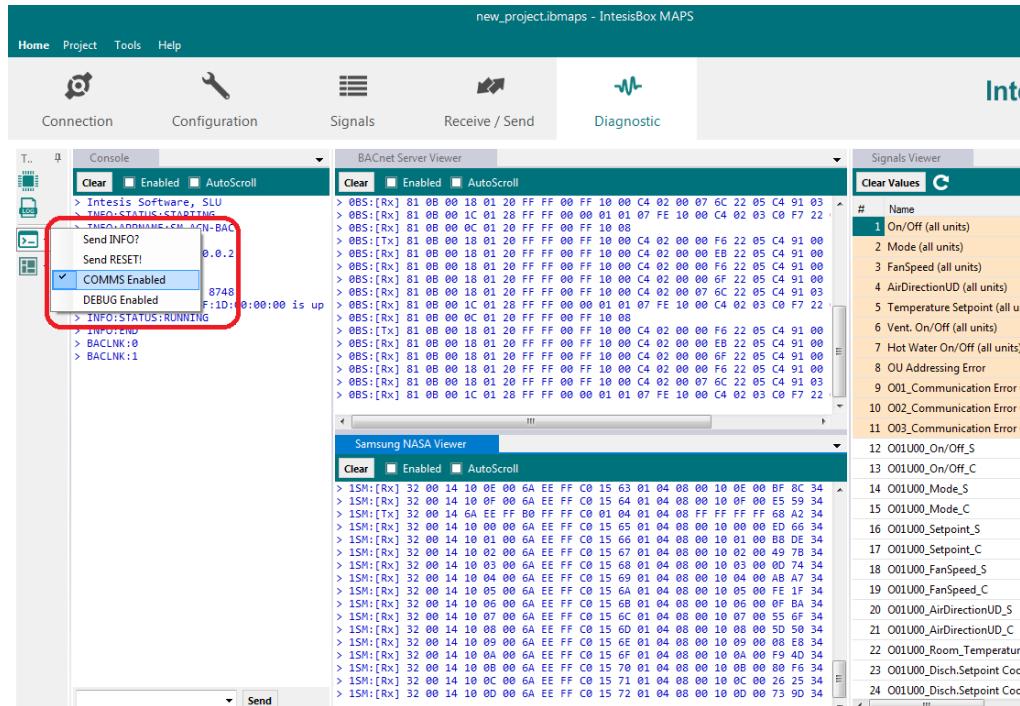 new_project.ibmaps - IntesisBox MAPS
Home Project Tools Help
Connection Configuration Signals Receive / Send Diagnostic
T..
LOG
Console
Clear Enabled AutoScroll
> Intesis Software, SLU
> INFO:STATUS:STARTING
Send INFO?
Send RESET!
COMMS Enabled
DEBUG Enabled
0.0.2
8748
00:00:00 is up
> INFO:STATUS:RUNNING
> INFO:END
> BACLNK:0
> BACLNK:1
Send
BACnet Server Viewer
Clear Enabled AutoScroll
> 0BS:[Rx] 81 0B 00 18 01 20 FF FF 00 FF 10 00 C4 02 00 07 6C 22 05 C4 91 03
> 0BS:[Rx] 81 0B 00 1C 01 28 FF FF 00 00 01 01 07 FE 10 00 C4 02 03 C0 F7 22
> 0BS:[Rx] 81 0B 00 0C 01 20 FF FF 00 FF 10 08
> 0BS:[Tx] 81 0B 00 18 01 20 FF FF 00 FF 10 00 C4 02 00 00 F6 22 05 C4 91 00
> 0BS:[Rx] 81 0B 00 18 01 20 FF FF 00 FF 10 00 C4 02 00 00 EB 22 05 C4 91 00
> 0BS:[Rx] 81 0B 00 18 01 20 FF FF 00 FF 10 00 C4 02 00 00 F6 22 05 C4 91 00
> 0BS:[Rx] 81 0B 00 18 01 20 FF FF 00 FF 10 00 C4 02 00 00 6F 22 05 C4 91 00
> 0BS:[Rx] 81 0B 00 18 01 20 FF FF 00 FF 10 00 C4 02 00 07 6C 22 05 C4 91 03
> 0BS:[Rx] 81 0B 00 1C 01 28 FF FF 00 00 01 01 07 FE 10 00 C4 02 03 C0 F7 22
> 0BS:[Rx] 81 0B 00 0C 01 20 FF FF 00 FF 10 08
> 0BS:[Tx] 81 0B 00 18 01 20 FF FF 00 FF 10 00 C4 02 00 00 F6 22 05 C4 91 00
> 0BS:[Rx] 81 0B 00 18 01 20 FF FF 00 FF 10 00 C4 02 00 00 EB 22 05 C4 91 00
> 0BS:[Rx] 81 0B 00 18 01 20 FF FF 00 FF 10 00 C4 02 00 00 6F 22 05 C4 91 00
> 0BS:[Rx] 81 0B 00 18 01 20 FF FF 00 FF 10 00 C4 02 00 00 F6 22 05 C4 91 00
> 0BS:[Rx] 81 0B 00 18 01 20 FF FF 00 FF 10 00 C4 02 00 07 6C 22 05 C4 91 03
> 0BS:[Rx] 81 0B 00 1C 01 28 FF FF 00 00 01 01 07 FE 10 00 C4 02 03 C0 F7 22
Samsung NASA Viewer
Clear Enabled AutoScroll
> 1SM:[Rx] 32 00 14 10 0E 00 6A EE FF C0 15 63 01 04 08 00 10 0E 00 BF 8C 34
> 1SM:[Rx] 32 00 14 10 0F 00 6A EE FF C0 15 64 01 04 08 00 10 0F 00 E5 59 34
> 1SM:[Tx] 32 00 14 6A EE FF B0 FF FF C0 01 04 01 04 08 FF FF FF FF 68 A2 34
> 1SM:[Rx] 32 00 14 10 00 00 6A EE FF C0 15 65 01 04 08 00 10 00 00 ED 66 34
> 1SM:[Rx] 32 00 14 10 01 00 6A EE FF C0 15 66 01 04 08 00 10 01 00 B8 DE 34
> 1SM:[Rx] 32 00 14 10 02 00 6A EE FF C0 15 67 01 04 08 00 10 02 00 49 7B 34
> 1SM:[Rx] 32 00 14 10 03 00 6A EE FF C0 15 68 01 04 08 00 10 03 00 0D 74 34
> 1SM:[Rx] 32 00 14 10 04 00 6A EE FF C0 15 69 01 04 08 00 10 04 00 AB A7 34
> 1SM:[Rx] 32 00 14 10 05 00 6A EE FF C0 15 6A 01 04 08 00 10 05 00 FE 1F 34
> 1SM:[Rx] 32 00 14 10 06 00 6A EE FF C0 15 6B 01 04 08 00 10 06 00 0F BA 34
> 1SM:[Rx] 32 00 14 10 07 00 6A EE FF C0 15 6C 01 04 08 00 10 07 00 55 6F 34
> 1SM:[Rx] 32 00 14 10 08 00 6A EE FF C0 15 6D 01 04 08 00 10 08 00 5D 50 34
> 1SM:[Rx] 32 00 14 10 09 00 6A EE FF C0 15 6E 01 04 08 00 10 09 00 08 E8 34
> 1SM:[Rx] 32 00 14 10 0A 00 6A EE FF C0 15 6F 01 04 08 00 10 0A 00 F9 4D 34
> 1SM:[Rx] 32 00 14 10 0B 00 6A EE FF C0 15 70 01 04 08 00 10 0B 00 80 F6 34
> 1SM:[Rx] 32 00 14 10 0C 00 6A EE FF C0 15 71 01 04 08 00 10 0C 00 26 25 34
> 1SM:[Rx] 32 00 14 10 0D 00 6A EE FF C0 15 72 01 04 08 00 10 0D 00 73 9D 34
Signals Viewer
Clear Values
# Name
1 On/Off (all units)
2 Mode (all units)
3 FanSpeed (all units)
4 AirDirectionUD (all units)
5 Temperature Setpoint (all u
6 Vent. On/Off (all units)
7 Hot Water On/Off (all units)
8 OU Addressing Error
9 O01_Communication Error
10 O02_Communication Error
11 O03_Communication Error
12 O01U00_On/Off_S
13 O01U00_On/Off_C
14 O01U00_Mode_S
15 O01U00_Mode_C
16 O01U00_Setpoint_S
17 O01U00_Setpoint_C
18 O01U00_FanSpeed_S
19 O01U00_FanSpeed_C
20 O01U00_AirDirectionUD_S
21 O01U00_AirDirectionUD_C
22 O01U00_Room_Temperatur
23 O01U00_Disch.Setpoint Coo
24 O01U00_Disch.Setpoint Coo